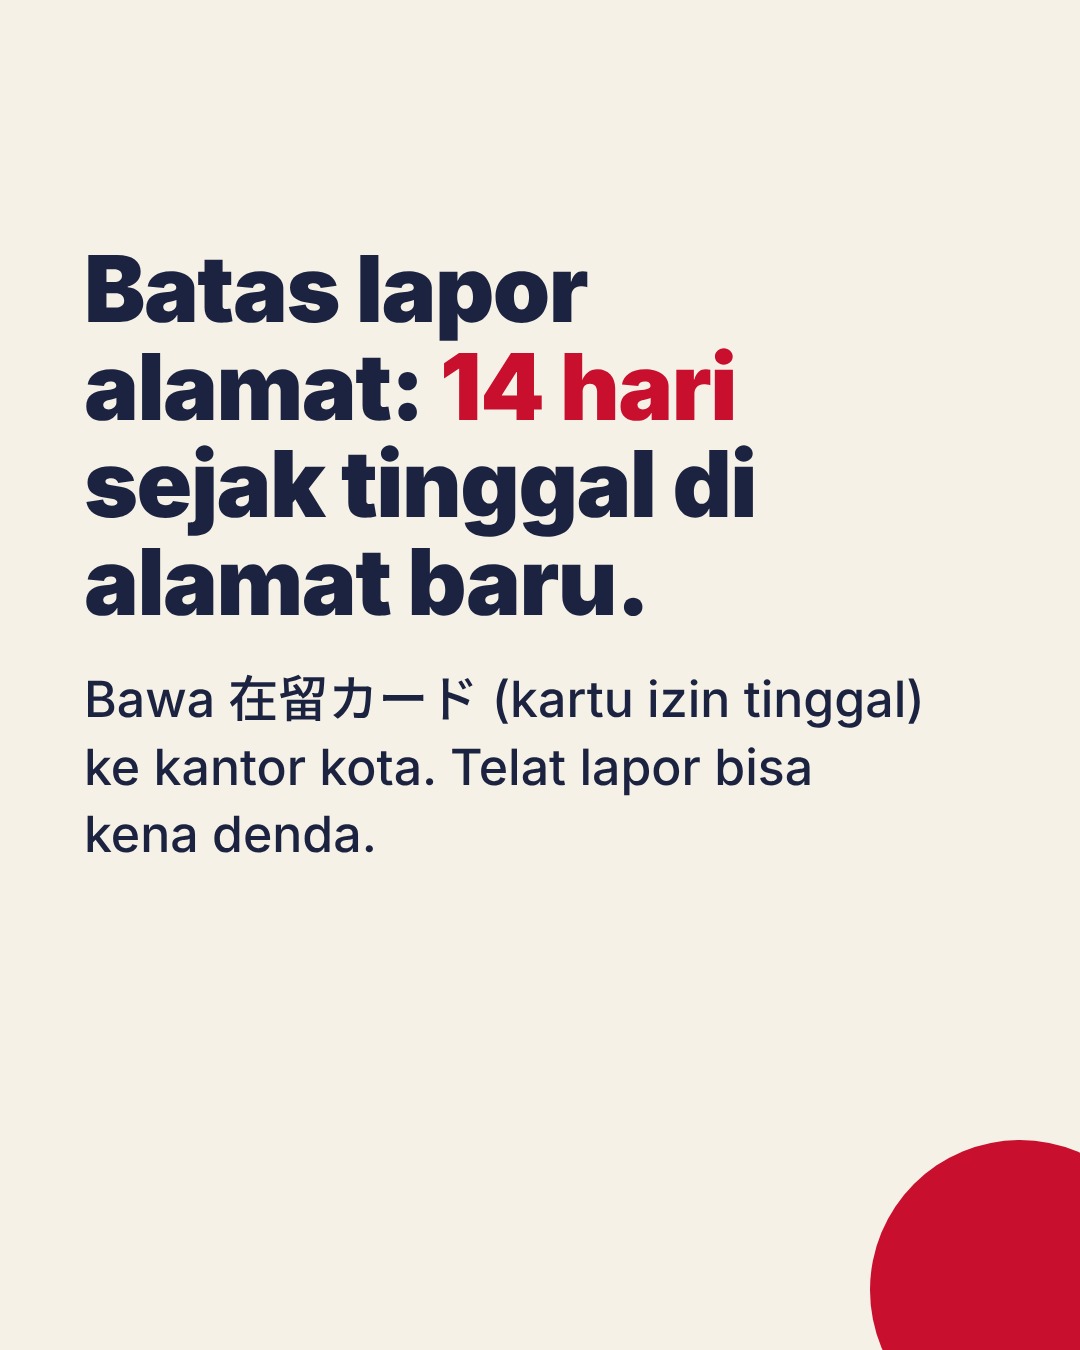 Batas lapor
alamat: 14 hari
sejak tinggal di
alamat baru.
Bawa 在留カード (kartu izin tinggal)
ke kantor kota. Telat lapor bisa
kena denda.